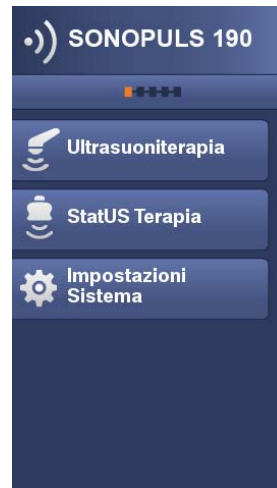 SONOPULS 190
Ultrasuoniterapia
StatUS Terapia
Impostazioni
Sistema